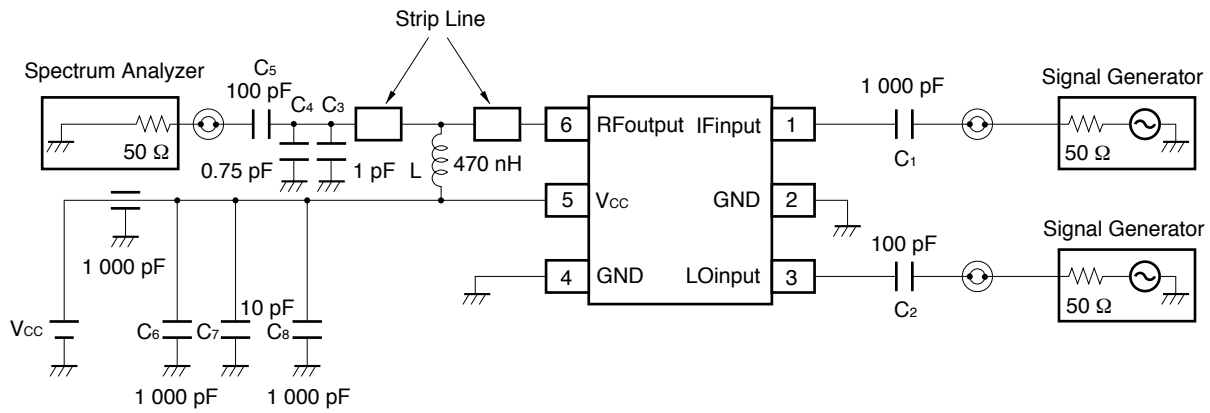 Strip Line
Spectrum Analyzer
C5
100 pF
C4 C3
50 Ω
0.75 pF
1 pF
L
470 nH
6 RFoutput
IFinput 1
1 000 pF
C1
Signal Generator
50 Ω
5 VCC
GND 2
4 GND
LOinput 3
100 pF
C2
Signal Generator
50 Ω
1 000 pF
VCC
C6
C7
10 pF
C8
1 000 pF
1 000 pF